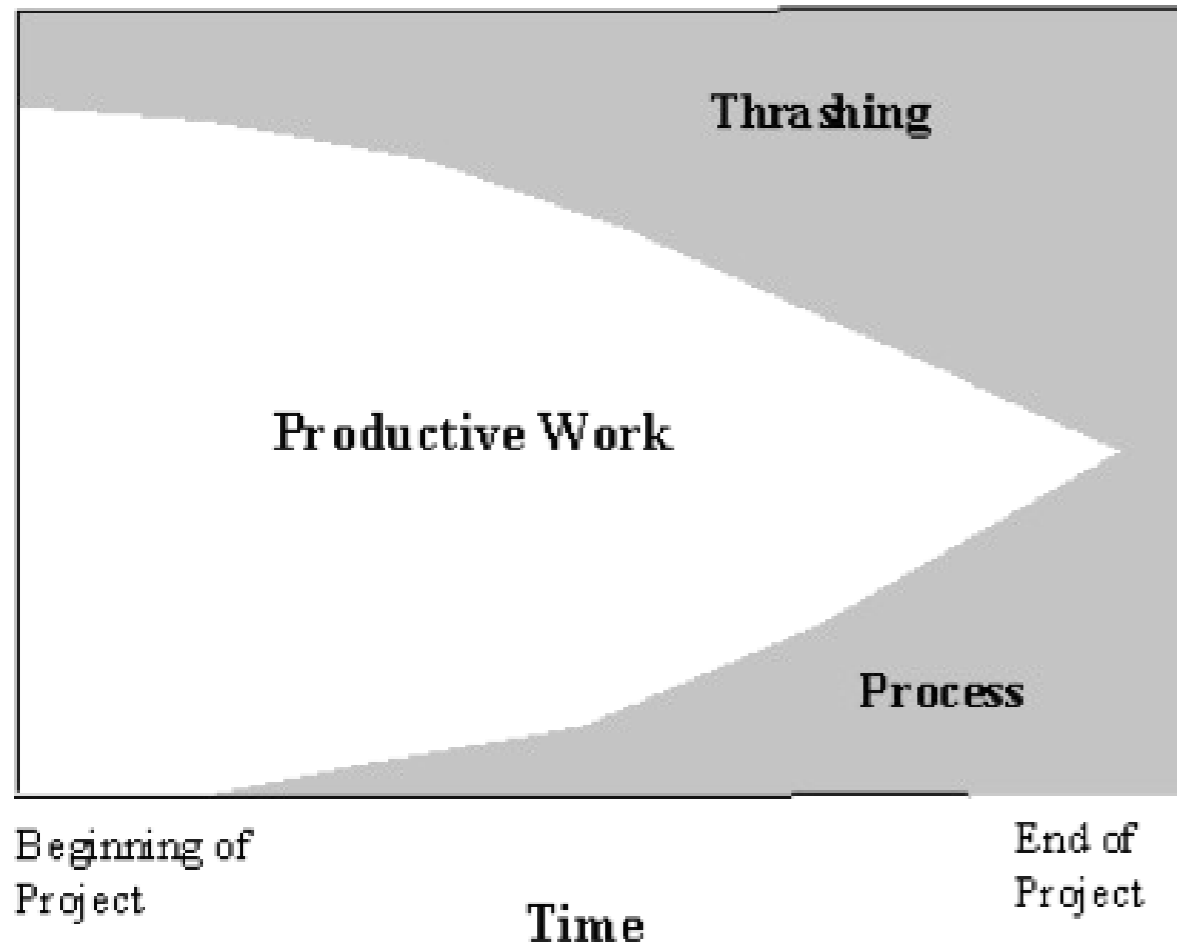 Thrashing
Productive Work
Process
Beginning of
Project
End of
Project
Time